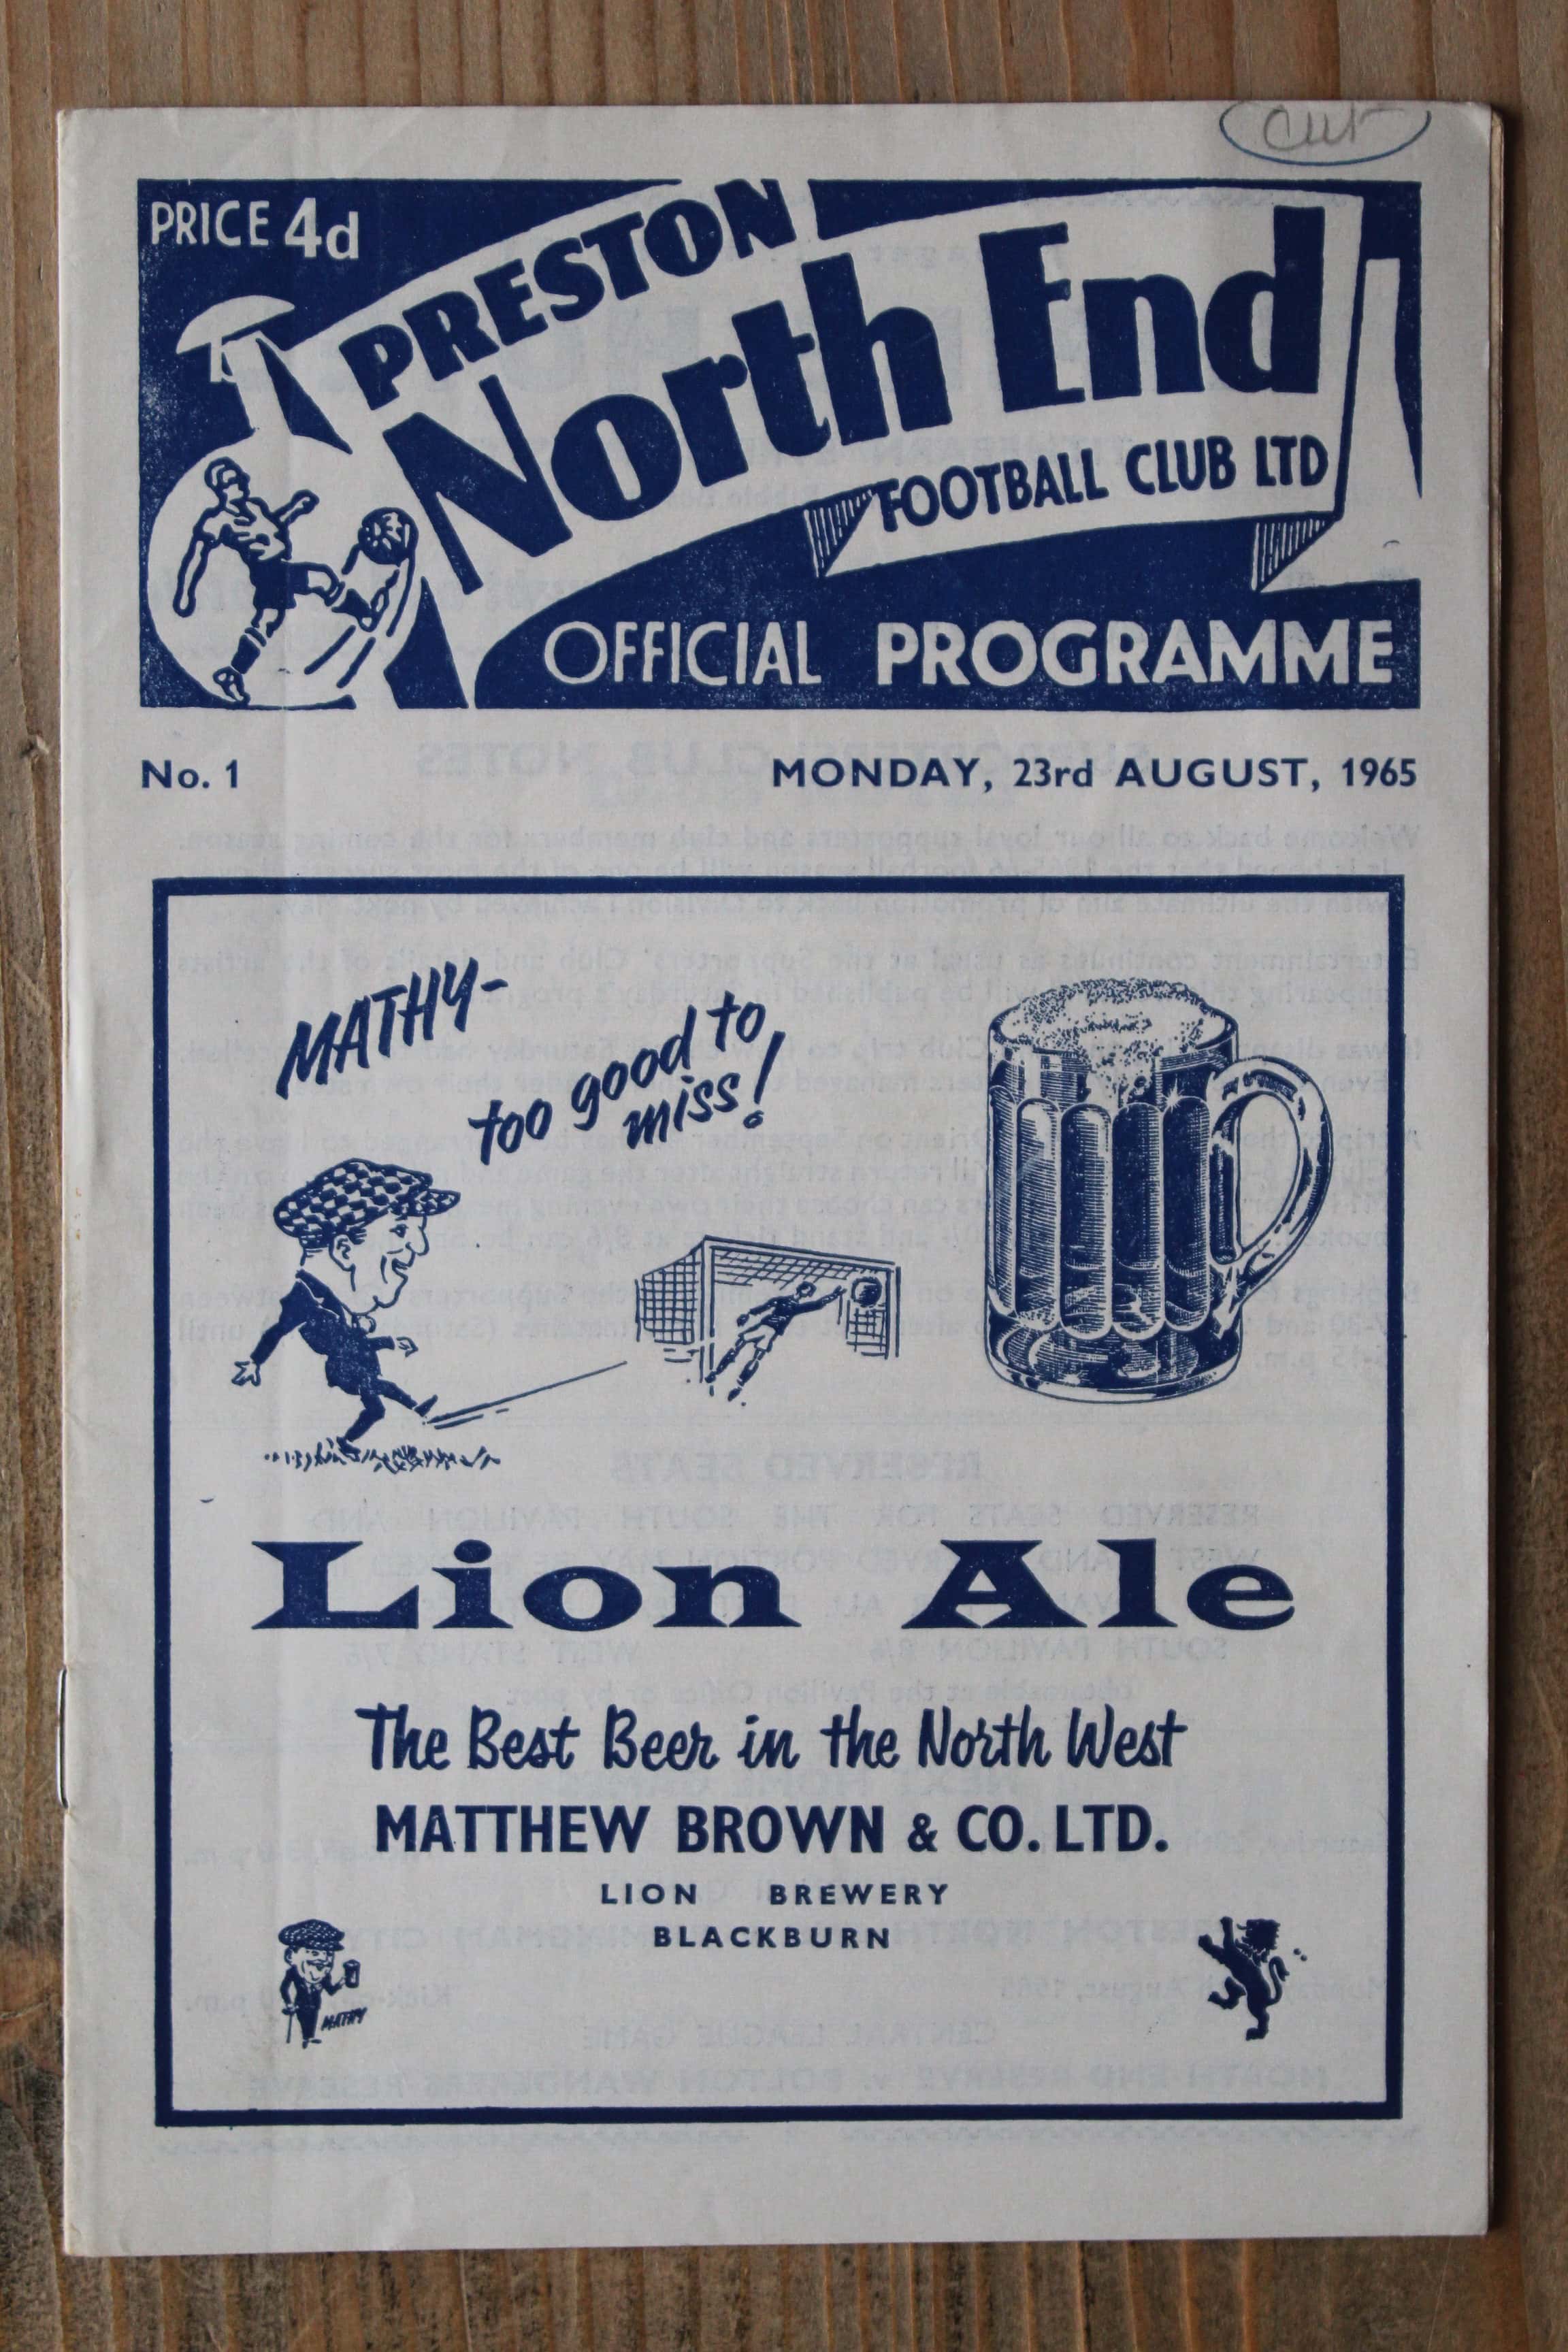 cut
PRICE 4d
PRESTON
North End
FOOTBALL CLUB LTD
OFFICIAL PROGRAMME
No. 1 MONDAY, 23rd AUGUST, 1965
MATHY-
too good to
miss!
Lion Ale
The Best Beer in the North West
MATTHEW BROWN & CO. LTD.
LION BREWERY
BLACKBURN
MATHY